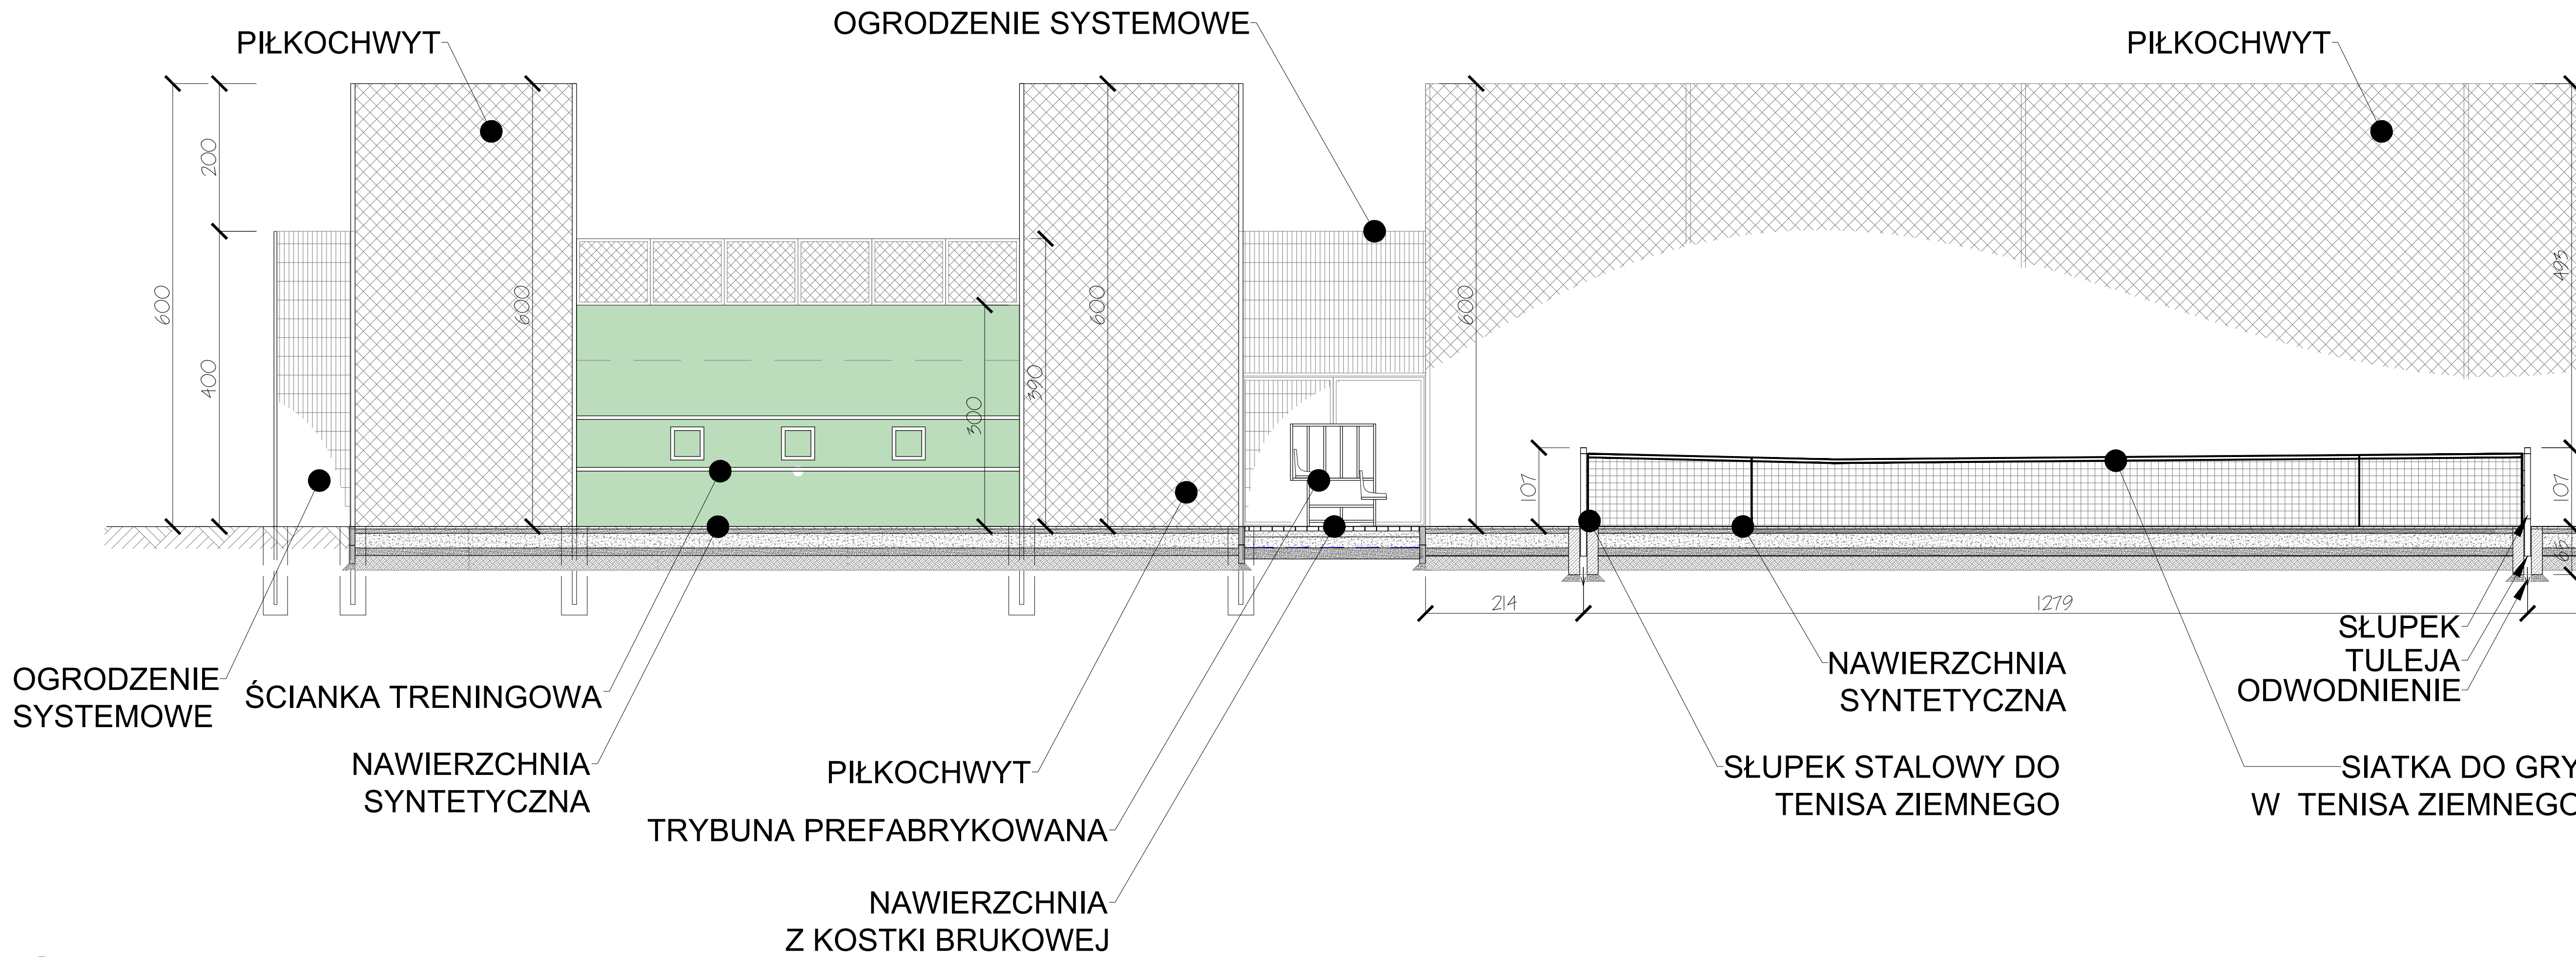 OGRODZENIE SYSTEMOWE
PIŁKOCHWYT
PIŁKOCHWYT
200
600
400
600
300
390
600
600
493
107
107
65
214
1279
OGRODZENIE
SYSTEMOWE
ŚCIANKA TRENINGOWA
NAWIERZCHNIA
SYNTETYCZNA
PIŁKOCHWYT
TRYBUNA PREFABRYKOWANA
NAWIERZCHNIA
Z KOSTKI BRUKOWEJ
NAWIERZCHNIA
SYNTETYCZNA
SŁUPEK STALOWY DO
TENISA ZIEMNEGO
SŁUPEK
TULEJA
ODWODNIENIE
SIATKA DO GRY
W TENISA ZIEMNEGO